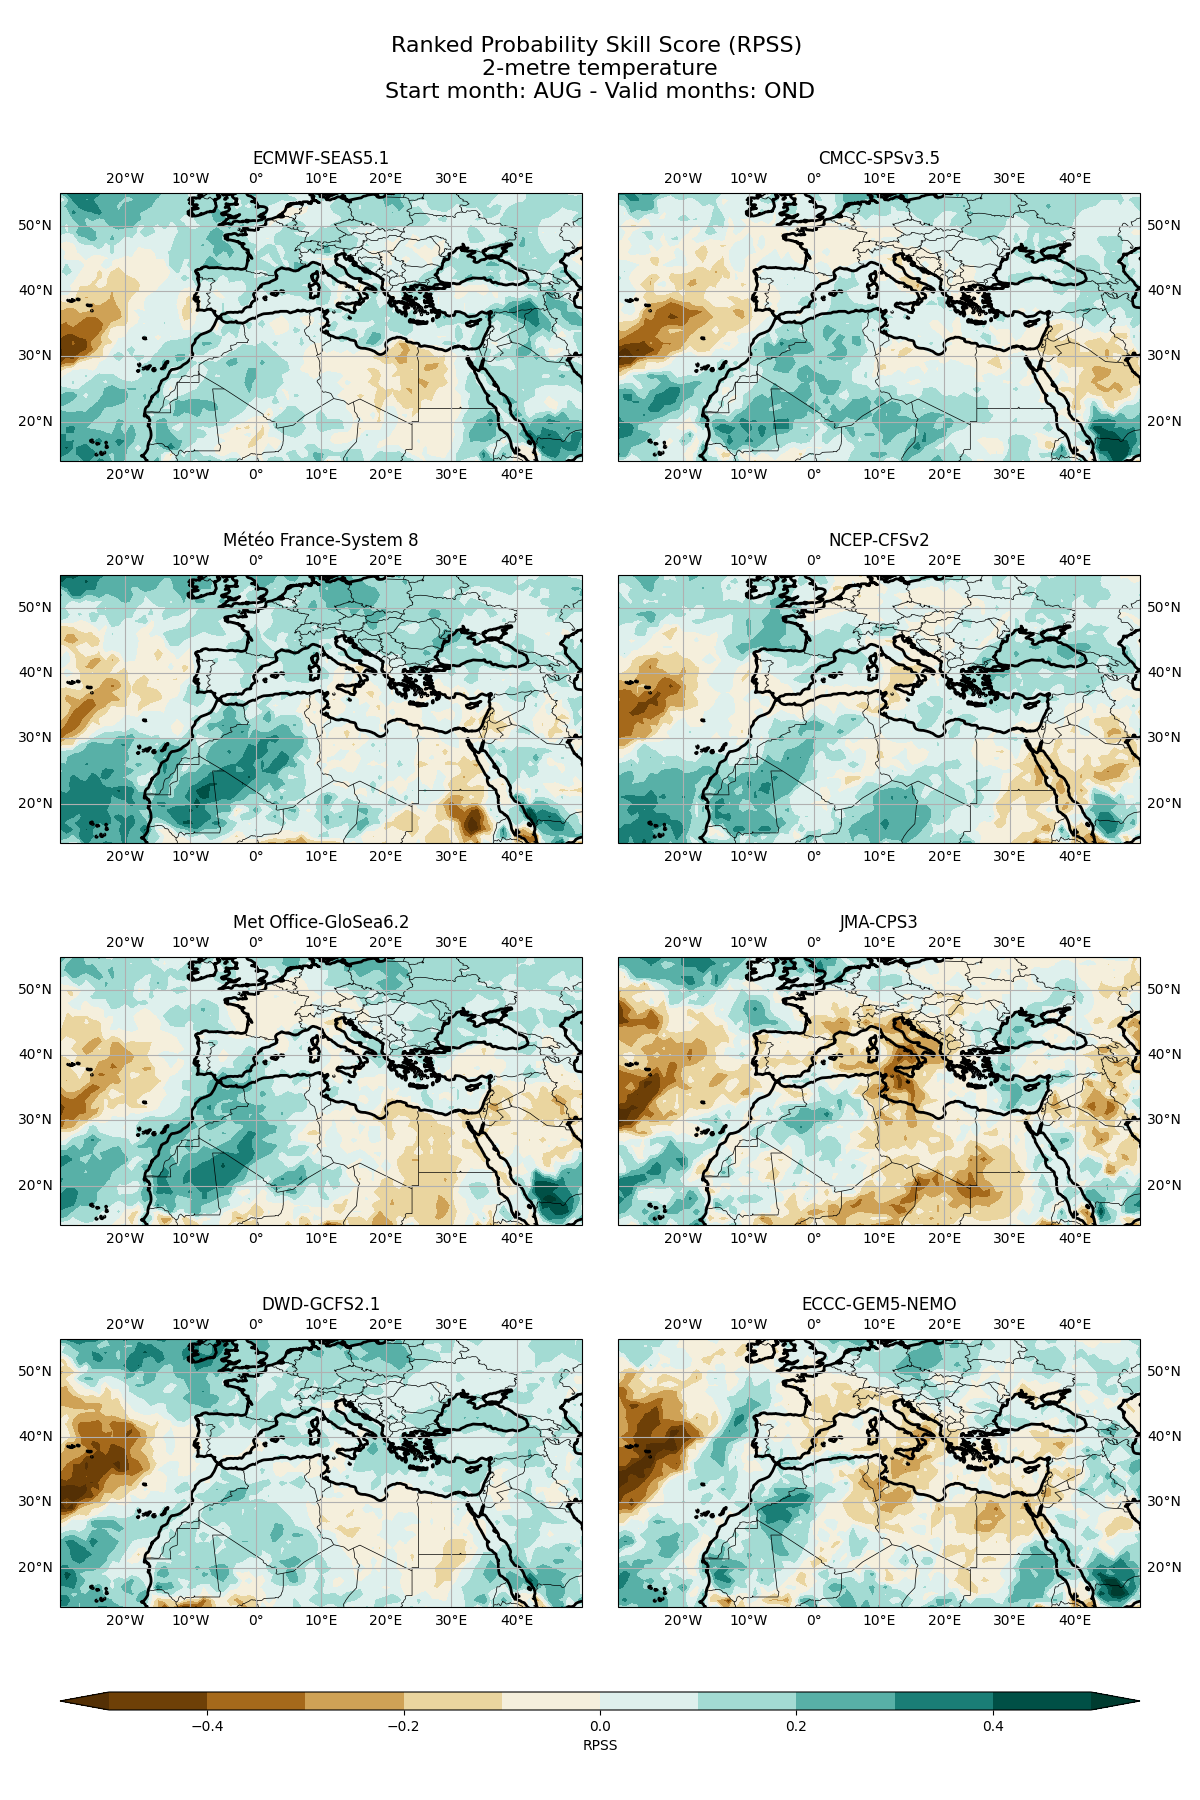 Ranked Probability Skill Score (RPSS)
2-metre temperature
Start month: AUG - Valid months: OND
ECMWF-SEAS5.1
20°W 10°W 0° 10°E 20°E 30°E 40°E
50°N
40°N
30°N
20°N
20°W 10°W 0° 10°E 20°E 30°E 40°E
CMCC-SPSv3.5
20°W 10°W 0° 10°E 20°E 30°E 40°E
50°N
40°N
30°N
20°N
20°W 10°W 0° 10°E 20°E 30°E 40°E
Météo France-System 8
20°W 10°W 0° 10°E 20°E 30°E 40°E
50°N
40°N
30°N
20°N
20°W 10°W 0° 10°E 20°E 30°E 40°E
NCEP-CFSv2
20°W 10°W 0° 10°E 20°E 30°E 40°E
50°N
40°N
30°N
20°N
20°W 10°W 0° 10°E 20°E 30°E 40°E
Met Office-GloSea6.2
20°W 10°W 0° 10°E 20°E 30°E 40°E
50°N
40°N
30°N
20°N
20°W 10°W 0° 10°E 20°E 30°E 40°E
JMA-CPS3
20°W 10°W 0° 10°E 20°E 30°E 40°E
50°N
40°N
30°N
20°N
20°W 10°W 0° 10°E 20°E 30°E 40°E
DWD-GCFS2.1
20°W 10°W 0° 10°E 20°E 30°E 40°E
50°N
40°N
30°N
20°N
20°W 10°W 0° 10°E 20°E 30°E 40°E
ECCC-GEM5-NEMO
20°W 10°W 0° 10°E 20°E 30°E 40°E
50°N
40°N
30°N
20°N
20°W 10°W 0° 10°E 20°E 30°E 40°E
−0.4 −0.2 0.0 0.2 0.4
RPSS